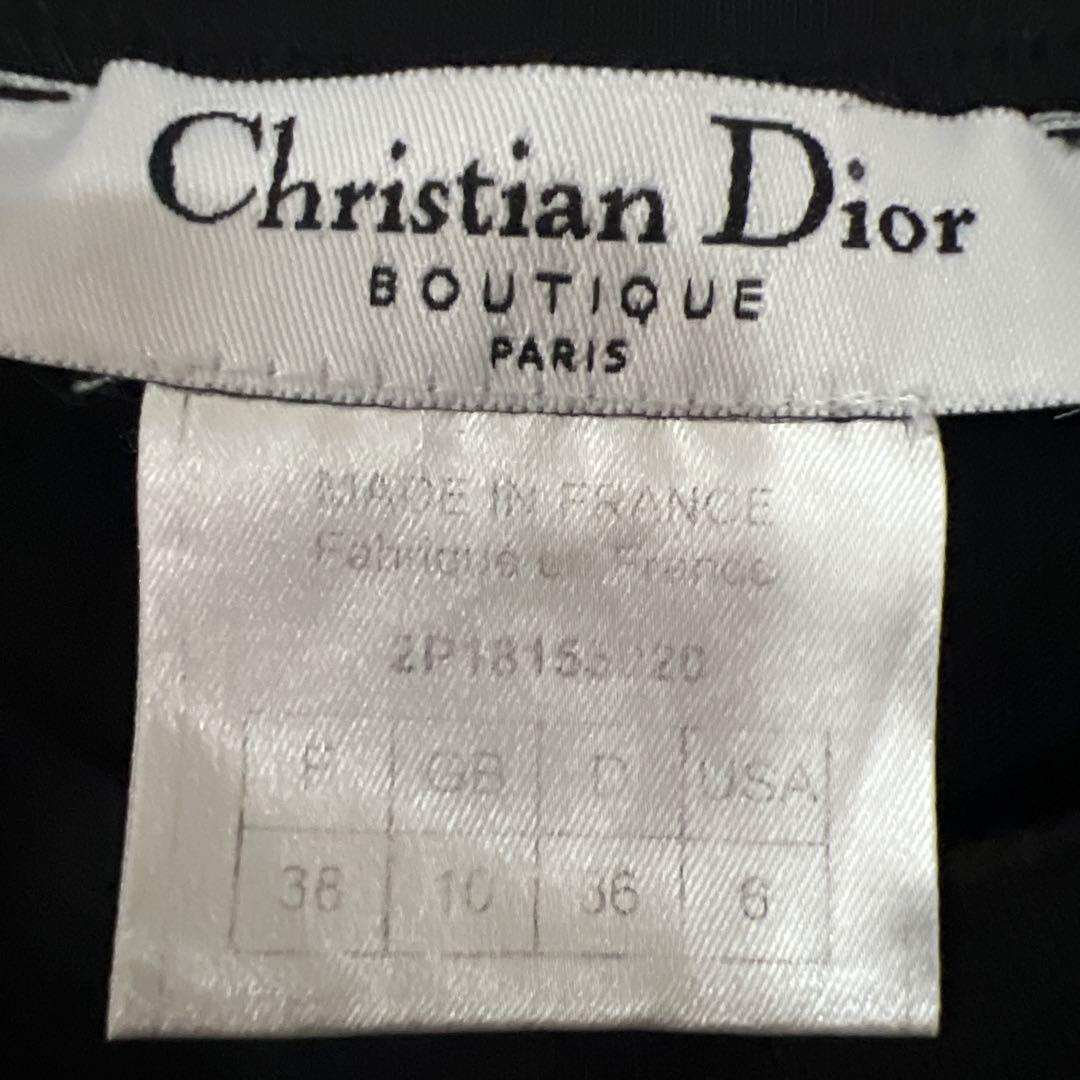 Christian Dior
BOUTIQUE
PARIS
MADE IN FRANCE
Fabriqué en France
F GB D USA
38 10 36 6